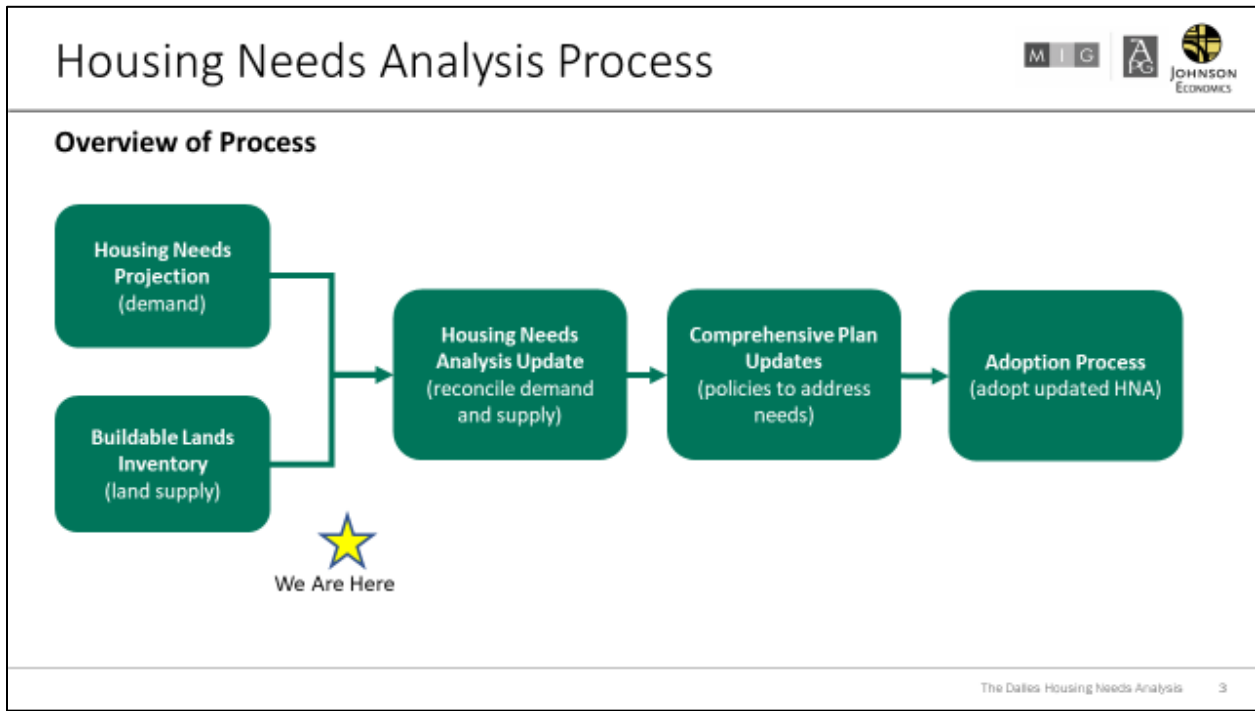 Housing Needs Analysis Process
M I G
APG
JOHNSON
ECONOMICS
Overview of Process
Housing Needs
Projection
(demand)
Buildable Lands
Inventory
(land supply)
Housing Needs
Analysis Update
(reconcile demand
and supply)
Comprehensive Plan
Updates
(policies to address
needs)
Adoption Process
(adopt updated HNA)
We Are Here
The Dalles Housing Needs Analysis 3